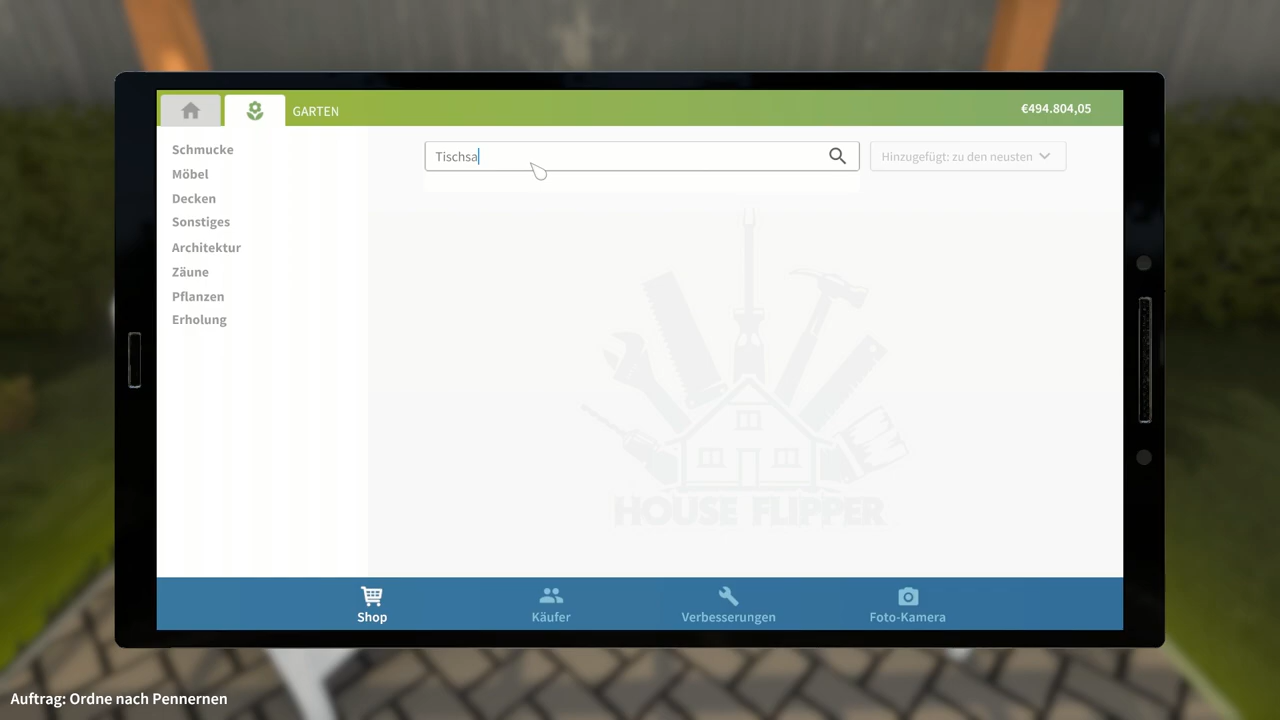 GARTEN
€494.804,05
Schmucke
Möbel
Decken
Sonstiges
Architektur
Zäune
Pflanzen
Erholung
Tischsa
Hinzugefügt: zu den neusten
HOUSE FLIPPER
Shop
Käufer
Verbesserungen
Foto-Kamera
Auftrag: Ordne nach Pennernen